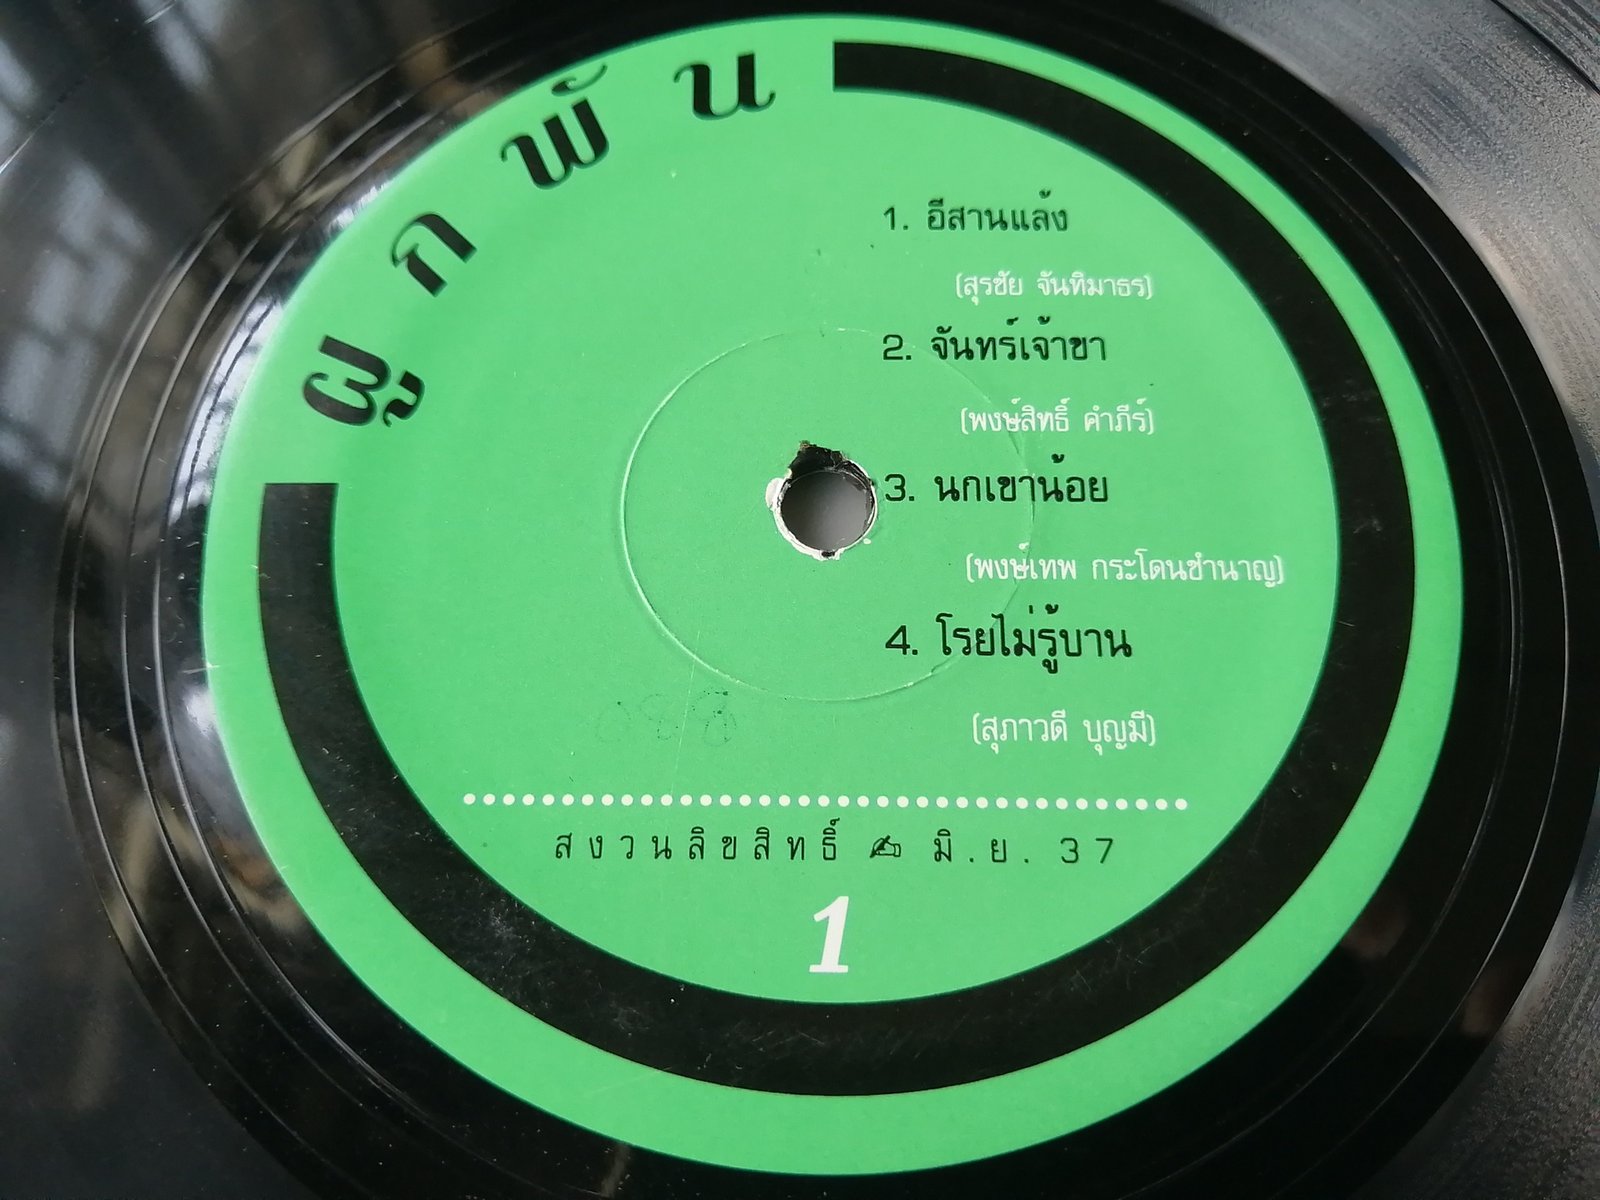 ผูกพัน
1. อีสานแล้ง
(สุรชัย จันทิมาธร)
2. จันทร์เจ้าขา
(พงษ์สิทธิ์ คำภีร์)
3. นกเขาน้อย
(พงษ์เทพ กระโดนชำนาญ)
4. โรยไม่รู้บาน
(สุภาวดี บุญมี)
สงวนลิขสิทธิ์ ✍ มิ.ย. 37
1